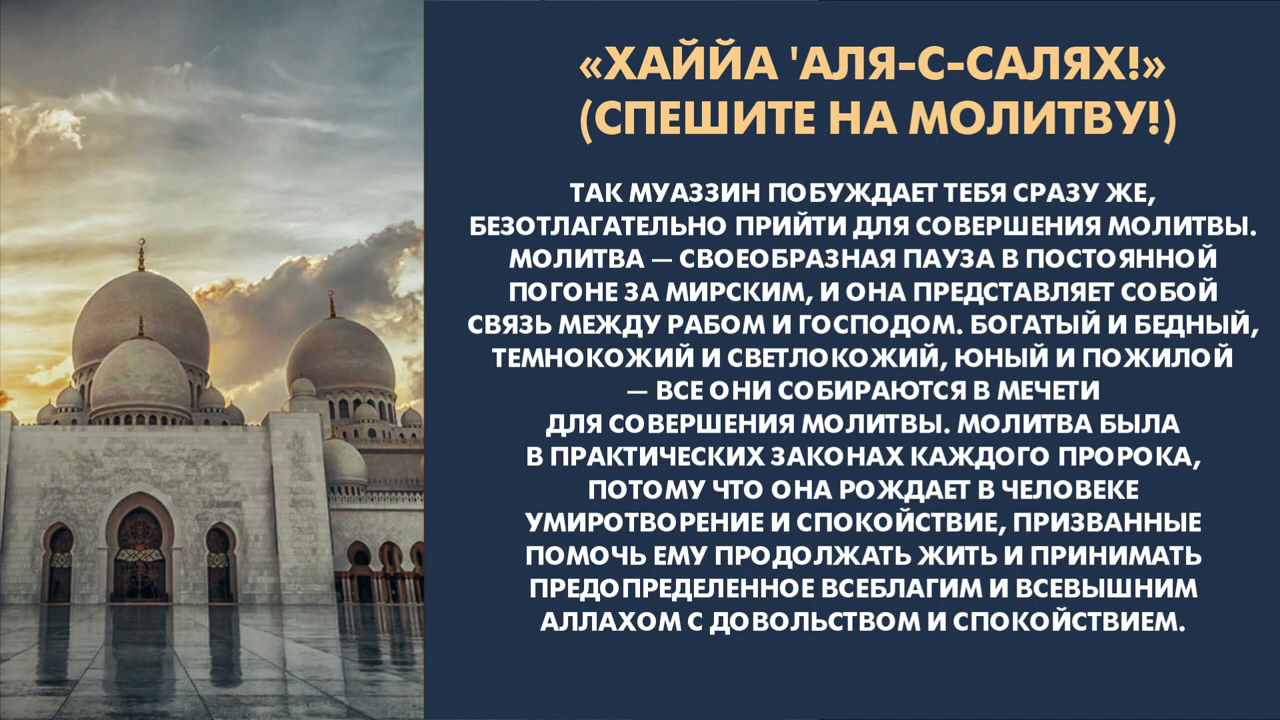 «ХАЙЙА 'АЛЯ-С-САЛЯХ!»
(СПЕШИТЕ НА МОЛИТВУ!)
ТАК МУАЗЗИН ПОБУЖДАЕТ ТЕБЯ СРАЗУ ЖЕ,
БЕЗОТЛАГАТЕЛЬНО ПРИЙТИ ДЛЯ СОВЕРШЕНИЯ МОЛИТВЫ.
МОЛИТВА — СВОЕОБРАЗНАЯ ПАУЗА В ПОСТОЯННОЙ
ПОГОНЕ ЗА МИРСКИМ, И ОНА ПРЕДСТАВЛЯЕТ СОБОЙ
СВЯЗЬ МЕЖДУ РАБОМ И ГОСПОДОМ. БОГАТЫЙ И БЕДНЫЙ,
ТЕМНОКОЖИЙ И СВЕТЛОКОЖИЙ, ЮНЫЙ И ПОЖИЛОЙ
— ВСЕ ОНИ СОБИРАЮТСЯ В МЕЧЕТИ
ДЛЯ СОВЕРШЕНИЯ МОЛИТВЫ. МОЛИТВА БЫЛА
В ПРАКТИЧЕСКИХ ЗАКОНАХ КАЖДОГО ПРОРОКА,
ПОТОМУ ЧТО ОНА РОЖДАЕТ В ЧЕЛОВЕКЕ
УМИРОТВОРЕНИЕ И СПОКОЙСТВИЕ, ПРИЗВАННЫЕ
ПОМОЧЬ ЕМУ ПРОДОЛЖАТЬ ЖИТЬ И ПРИНИМАТЬ
ПРЕДОПРЕДЕЛЕННОЕ ВСЕБЛАГИМ И ВСЕВЫШНИМ
АЛЛАХОМ С ДОВОЛЬСТВОМ И СПОКОЙСТВИЕМ.